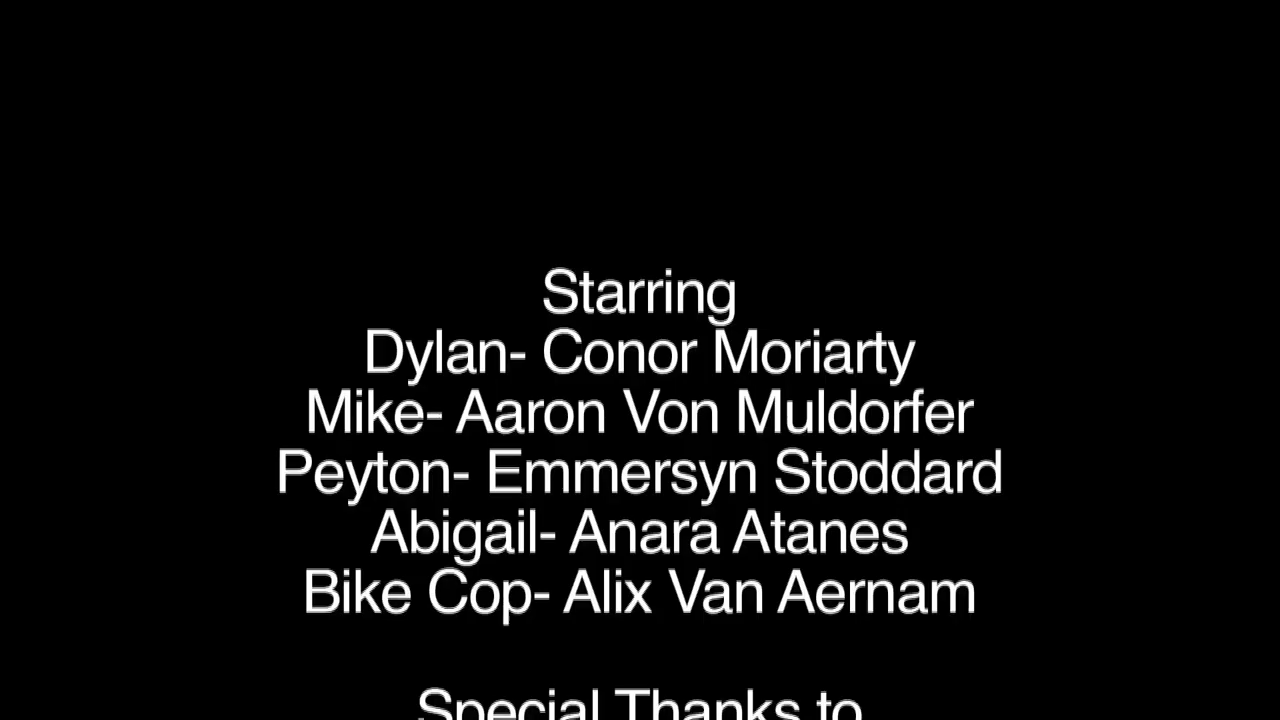 Starring
Dylan- Conor Moriarty
Mike- Aaron Von Muldorfer
Peyton- Emmersyn Stoddard
Abigail- Anara Atanes
Bike Cop- Alix Van Aernam
Special Thanks to